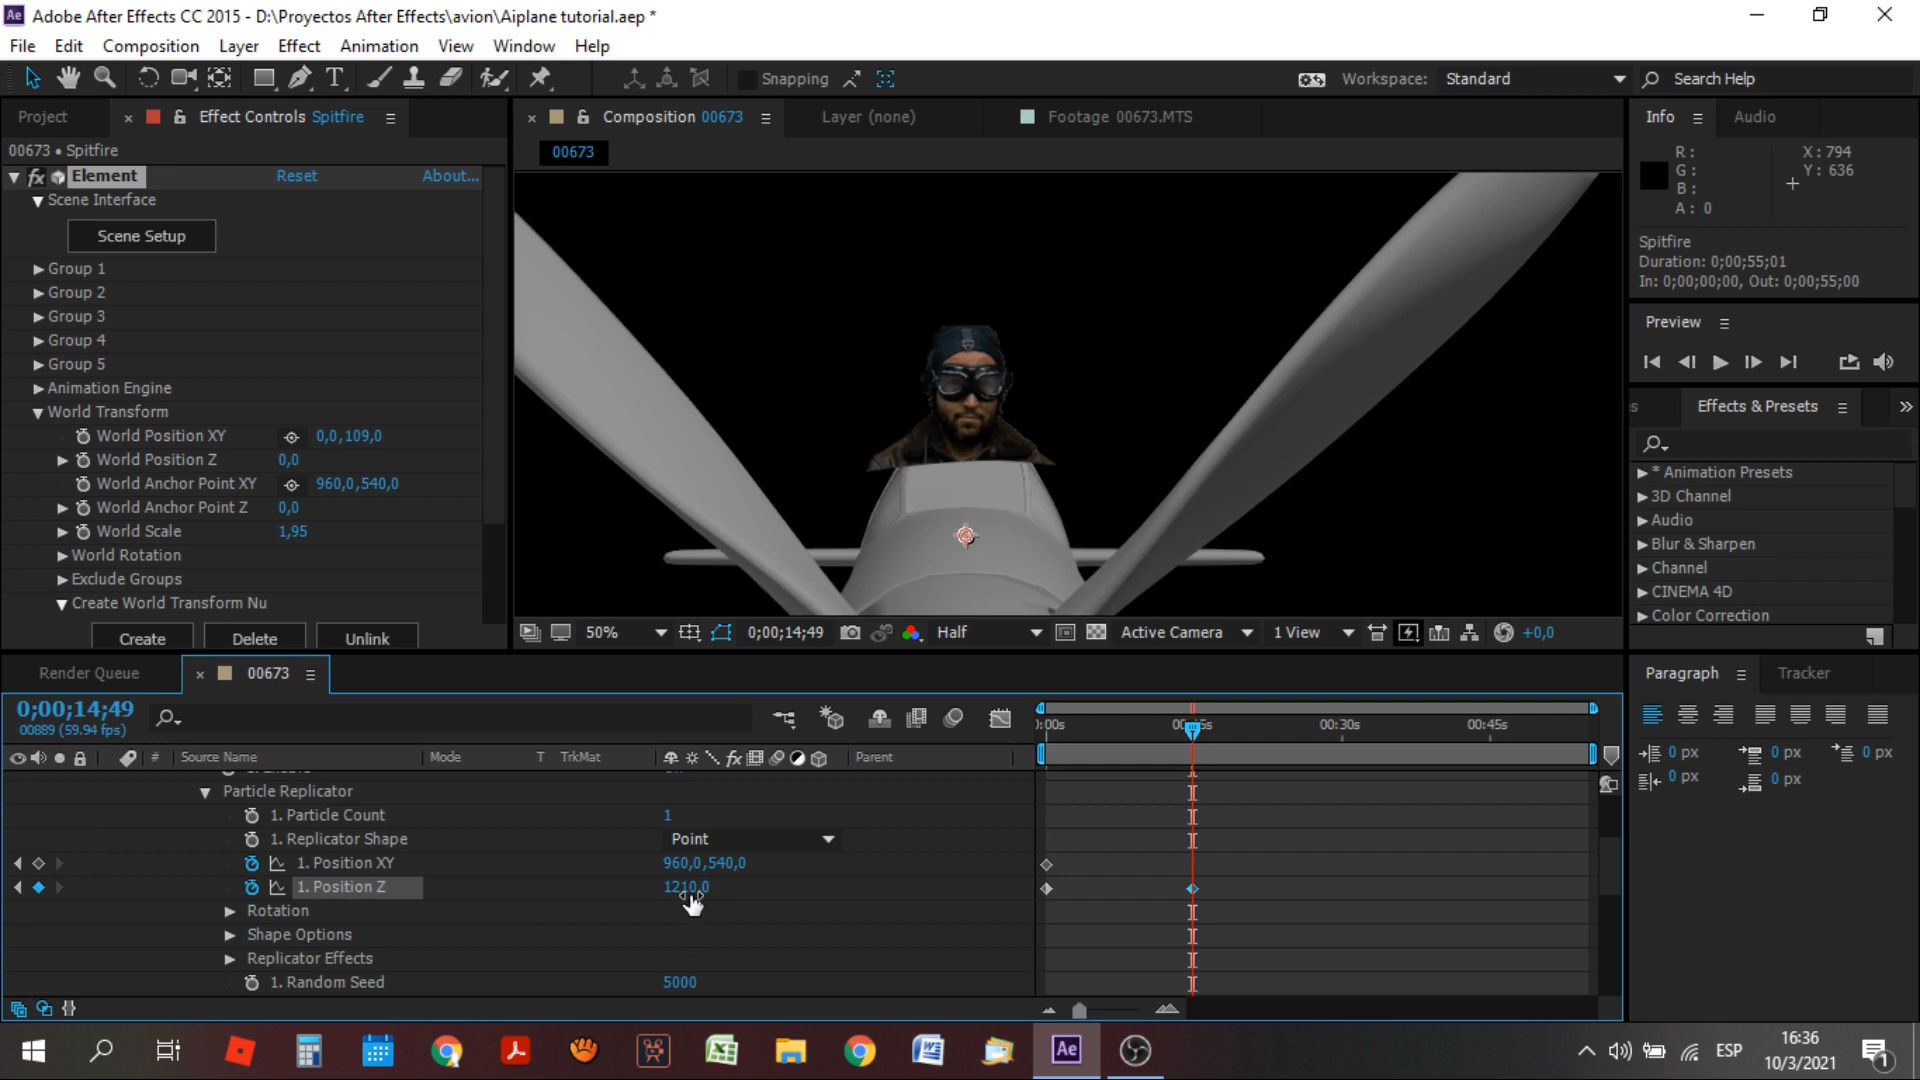 Ae Adobe After Effects CC 2015 - D:\Proyectos After Effects\avion\Aiplane tutorial.aep *
File Edit Composition Layer Effect Animation View Window Help
T Snapping Workspace: Standard Search Help
Project × Effect Controls Spitfire × Composition 00673 Layer (none) Footage 00673.MTS Info Audio
00673 • Spitfire
00673
fx Element Reset About...
Scene Interface
Scene Setup
Group 1
Group 2
Group 3
Group 4
Group 5
Animation Engine
World Transform
World Position XY 0,0,109,0
World Position Z 0,0
World Anchor Point XY 960,0,540,0
World Anchor Point Z 0,0
World Scale 1,95
World Rotation
Exclude Groups
Create World Transform Nu
Create Delete Unlink
50% 0;00;14;49 Half Active Camera 1 View +0,0
R: X: 794
G: Y: 636
B:
A: 0
Spitfire
Duration: 0;00;55;01
In: 0;00;00;00, Out: 0;00;55;00
Preview
s Effects & Presets »
* Animation Presets
3D Channel
Audio
Blur & Sharpen
Channel
CINEMA 4D
Color Correction
Render Queue × 00673
0;00;14;49
00889 (59.94 fps)
):00s 00:30s 00:45s
# Source Name Mode T TrkMat fx Parent
Particle Replicator
1. Particle Count 1
1. Replicator Shape Point
1. Position XY 960,0,540,0
1. Position Z 1210,0
Rotation
Shape Options
Replicator Effects
1. Random Seed 5000
Paragraph Tracker
0 px 0 px 0 px
0 px 0 px
Ae ESP 16:36
10/3/2021
1